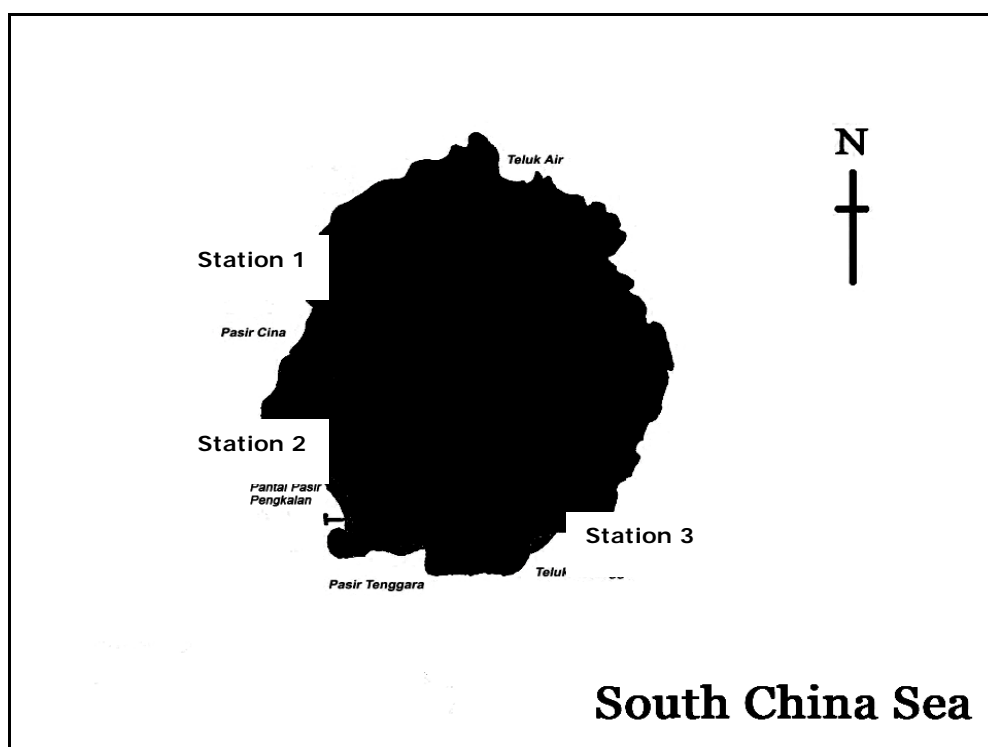 Teluk Air
N
Station 1
Pasir Cina
Station 2
Pantai Pasir
Pengkalan
Station 3
Pasir Tenggara
South China Sea